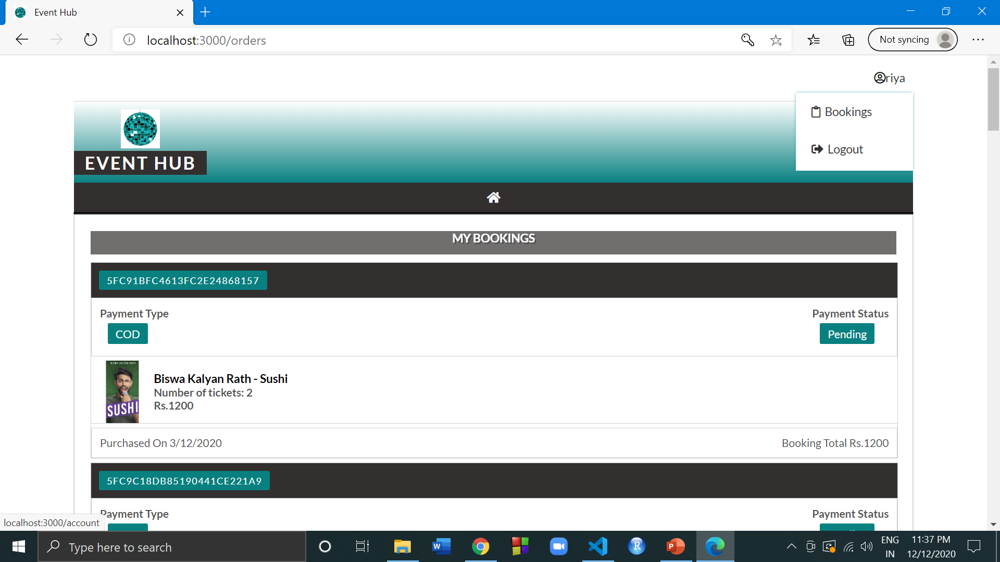 Event Hub
localhost:3000/orders
Not syncing
riya
Bookings
Logout
EVENT HUB
MY BOOKINGS
5FC91BFC4613FC2E24868157
Payment Type
Payment Status
COD
Pending
BISWA KALYAN RATH
SUSHI
Biswa Kalyan Rath - Sushi
Number of tickets: 2
Rs.1200
Purchased On 3/12/2020
Booking Total Rs.1200
5FC9C18DB85190441CE221A9
Payment Type
Payment Status
localhost:3000/account
Type here to search
W
R
P
ENG
IN
11:37 PM
12/12/2020